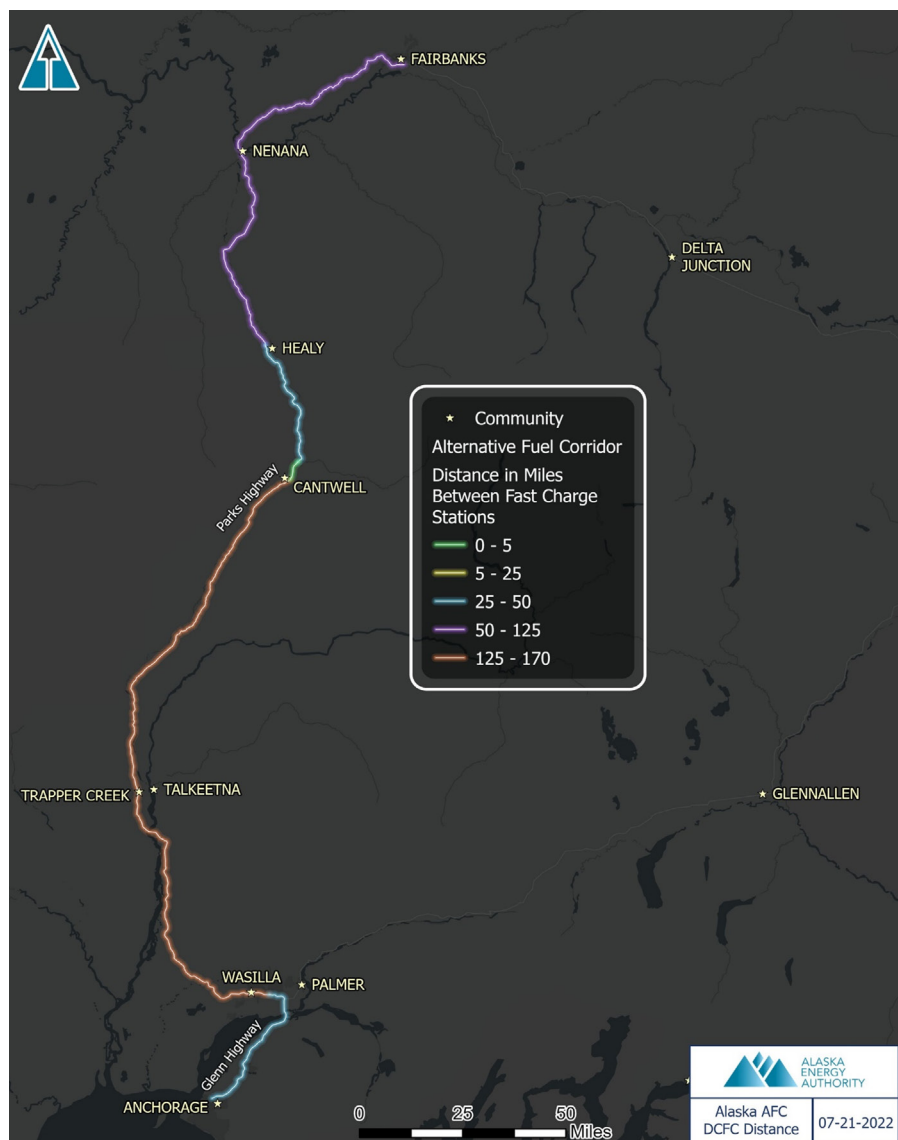 FAIRBANKS
NENANA
DELTA
JUNCTION
HEALY
Parks Highway
CANTWELL
★ Community
Alternative Fuel Corridor
Distance in Miles
Between Fast Charge
Stations
0 - 5
5 - 25
25 - 50
50 - 125
125 - 170
TRAPPER CREEK
TALKEETNA
GLENNALLEN
WASILLA
PALMER
Glenn Highway
ANCHORAGE
0 25 50
Miles
ALASKA
ENERGY
AUTHORITY
Alaska AFC
DCFC Distance
07-21-2022